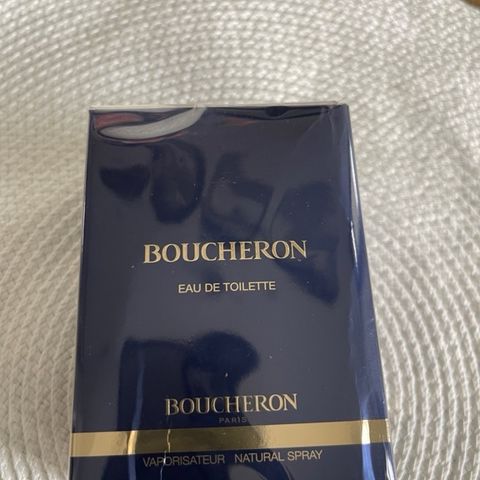 BOUCHERON
EAU DE TOILETTE
BOUCHERON
PARIS
VAPORISATEUR NATURAL SPRAY